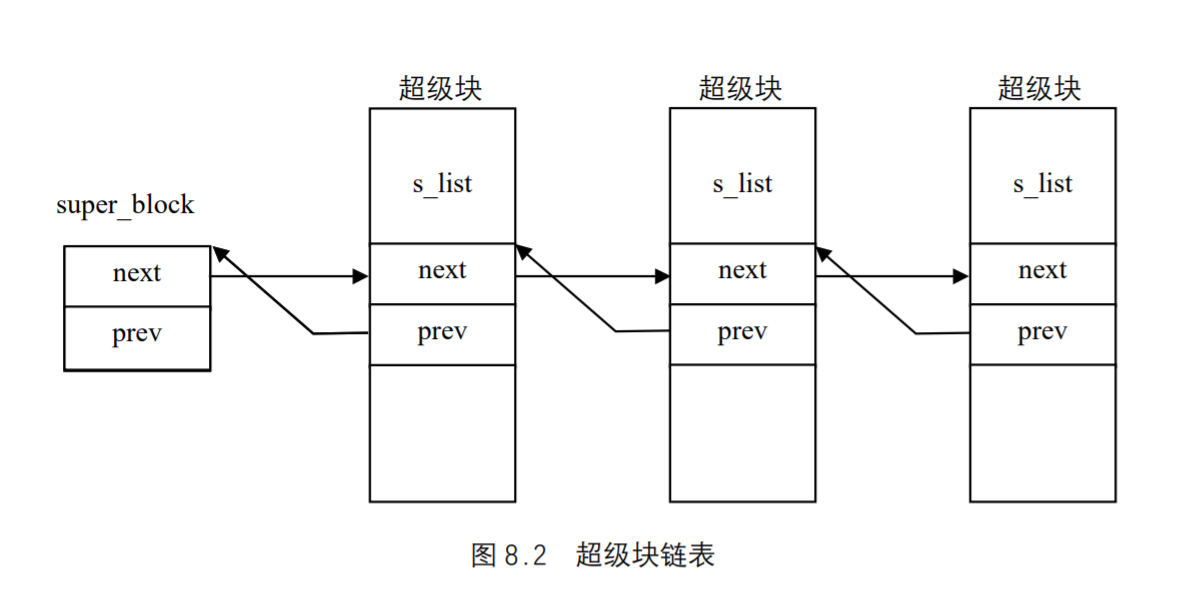 超级块 超级块 超级块
s_list s_list s_list
super_block
next next next next
prev prev prev prev
图 8.2 超级块链表